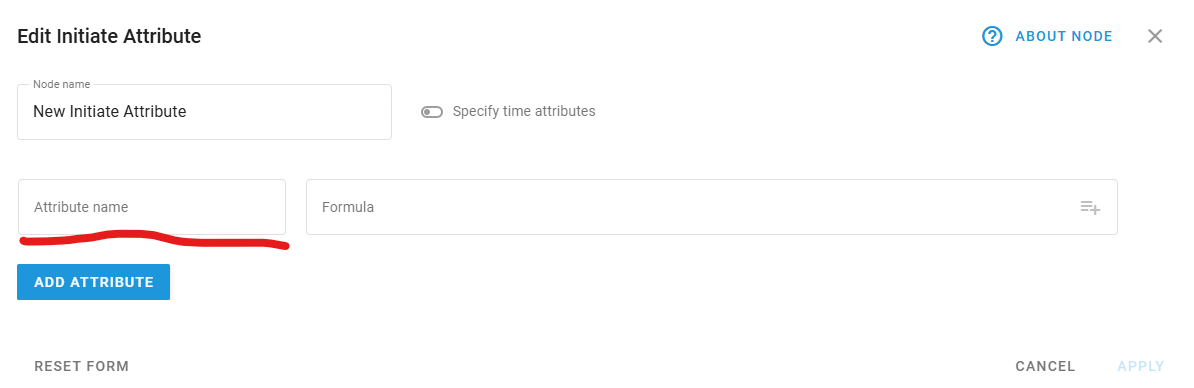 Edit Initiate Attribute
ABOUT NODE
Node name
New Initiate Attribute
Specify time attributes
Attribute name
Formula
ADD ATTRIBUTE
RESET FORM
CANCEL
APPLY